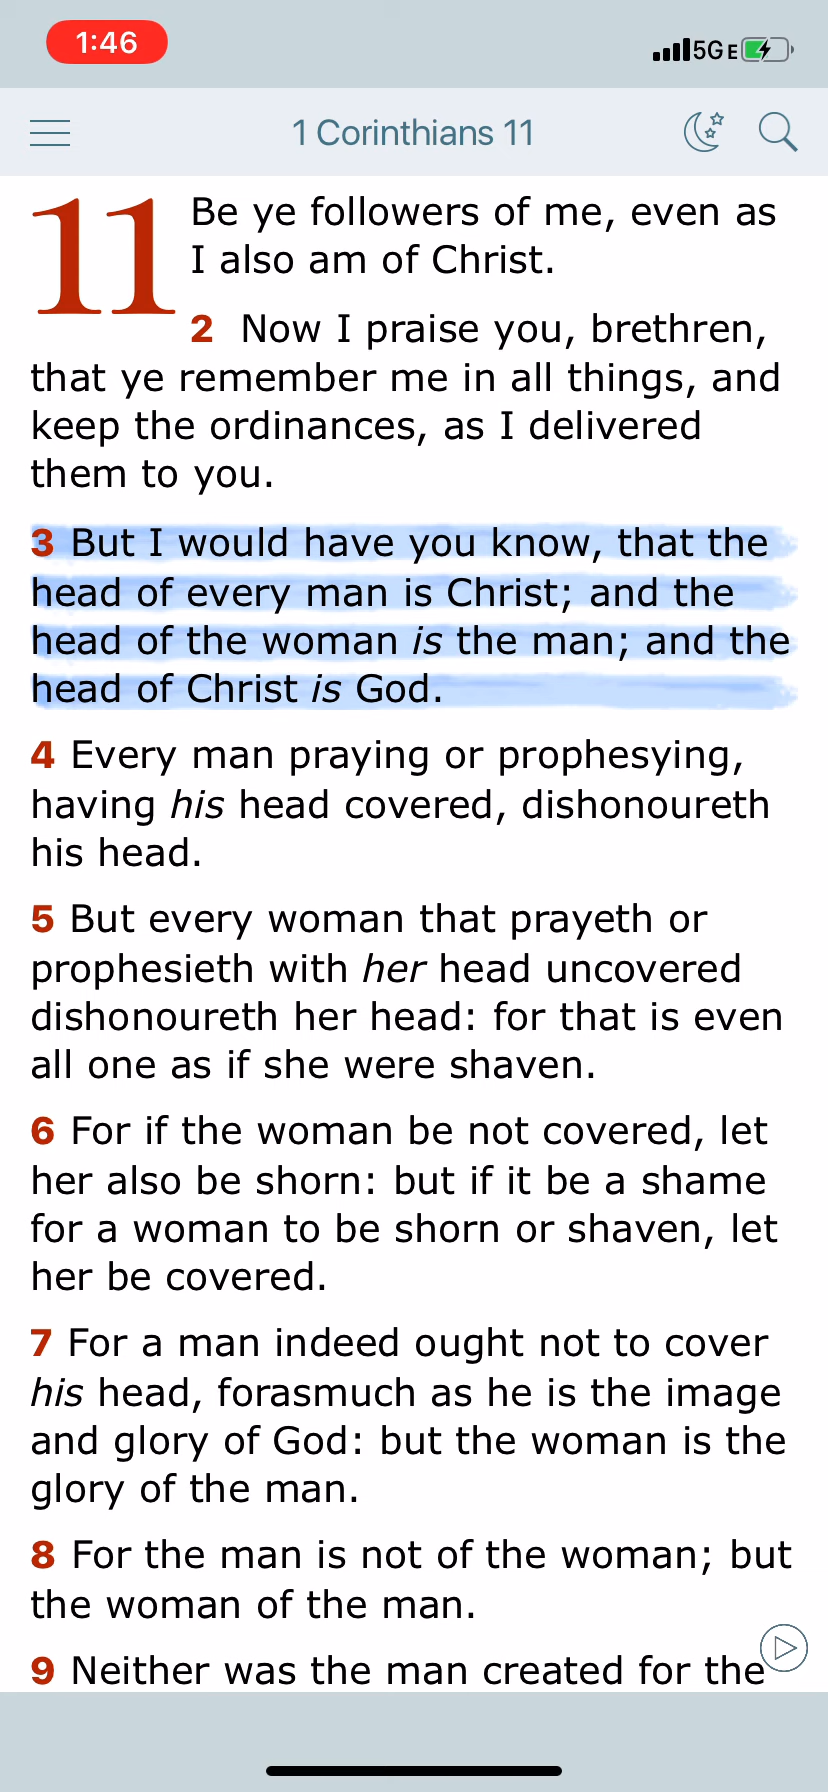 1:46
5GE
1 Corinthians 11
11 Be ye followers of me, even as
I also am of Christ.
2 Now I praise you, brethren,
that ye remember me in all things, and
keep the ordinances, as I delivered
them to you.
3 But I would have you know, that the
head of every man is Christ; and the
head of the woman is the man; and the
head of Christ is God.
4 Every man praying or prophesying,
having his head covered, dishonoureth
his head.
5 But every woman that prayeth or
prophesieth with her head uncovered
dishonoureth her head: for that is even
all one as if she were shaven.
6 For if the woman be not covered, let
her also be shorn: but if it be a shame
for a woman to be shorn or shaven, let
her be covered.
7 For a man indeed ought not to cover
his head, forasmuch as he is the image
and glory of God: but the woman is the
glory of the man.
8 For the man is not of the woman; but
the woman of the man.
9 Neither was the man created for the